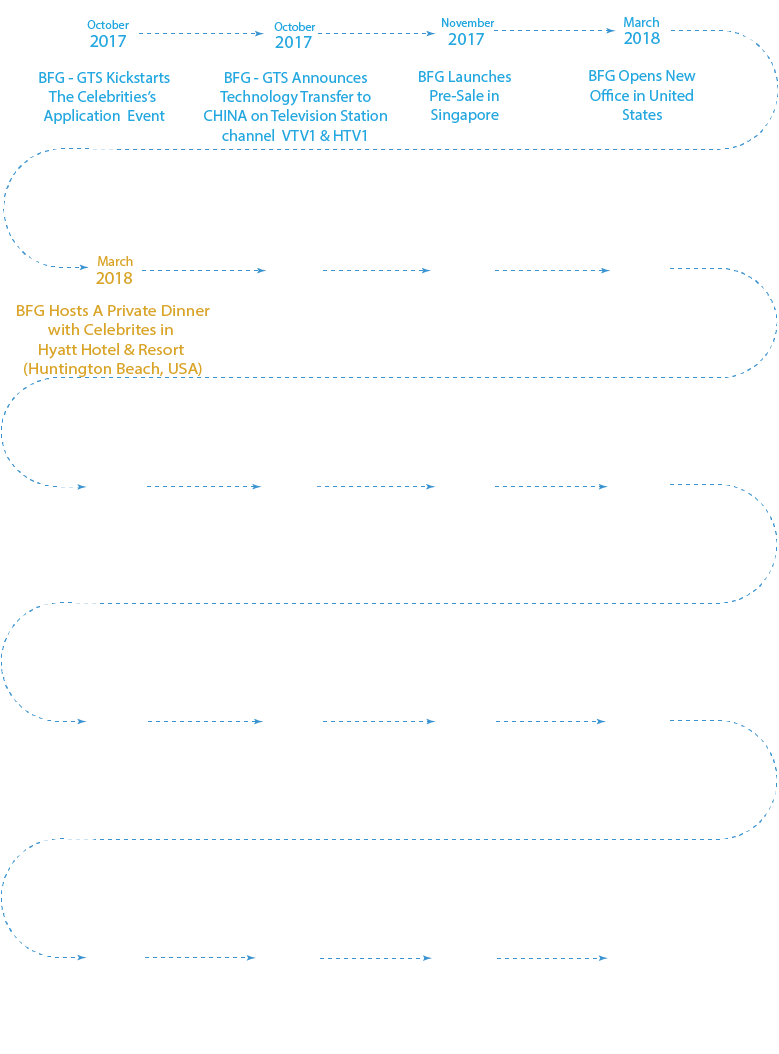 October
2017
BFG - GTS Kickstarts
The Celebrities's
Application Event
October
2017
BFG - GTS Announces
Technology Transfer to
CHINA on Television Station
channel VTV1 & HTV1
November
2017
BFG Launches
Pre-Sale in
Singapore
March
2018
BFG Opens New
Office in United
States
March
2018
BFG Hosts A Private Dinner
with Celebrites in
Hyatt Hotel & Resort
(Huntington Beach, USA)